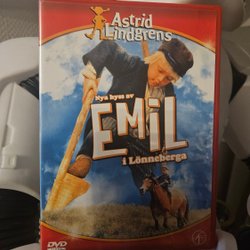 Astrid
Lindgrens
Nya hyss av
EMIL
i Lönneberga
DVD